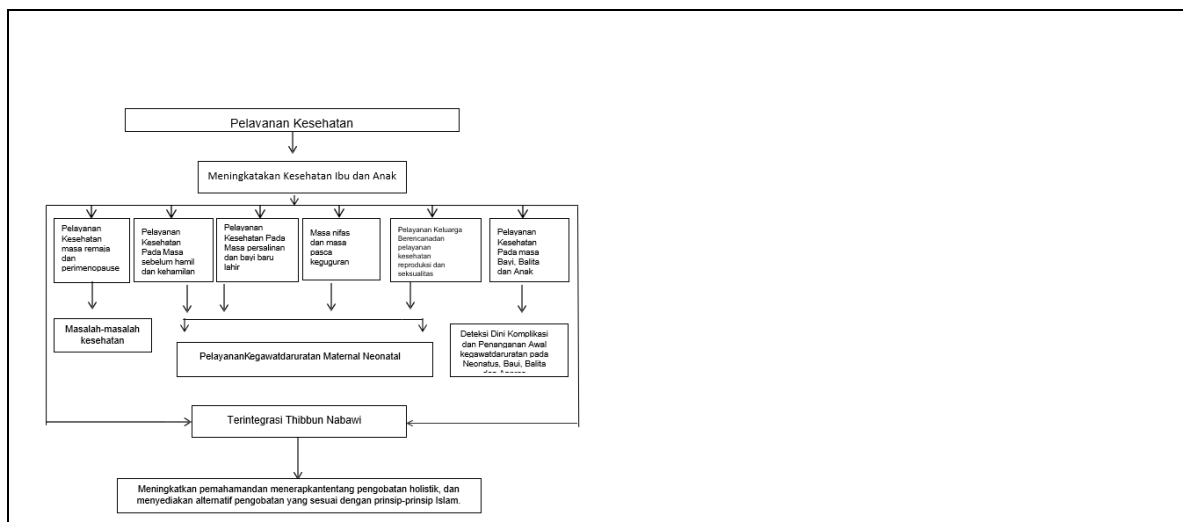 Pelavanan Kesehatan
Meningkatakan Kesehatan Ibu dan Anak
Pelayanan
Kesehatan
masa remaja
dan
perimenopause
Pelayanan
Kesehatan
Pada Masa
sebelum hamil
dan kehamilan
Pelayanan
Kesehatan Pada
Masa persalinan
dan bayi baru
lahir
Masa nifas
dan masa
pasca
keguguran
Pelayanan Keluarga
Berencanadan
pelayanan
kesehatan
reproduksi dan
seksualitas
Pelayanan
Kesehatan
Pada masa
Bayi, Balita
dan Anak
Masalah-masalah
kesehatan
PelayananKegawatdaruratan Maternal Neonatal
Deteksi Dini Komplikasi
dan Penanganan Awal
kegawatdaruratan pada
Neonatus, Baui, Balita
Terintegrasi Thibbun Nabawi
Meningkatkan pemahamandan menerapkantentang pengobatan holistik, dan
menyediakan alternatif pengobatan yang sesuai dengan prinsip-prinsip Islam.